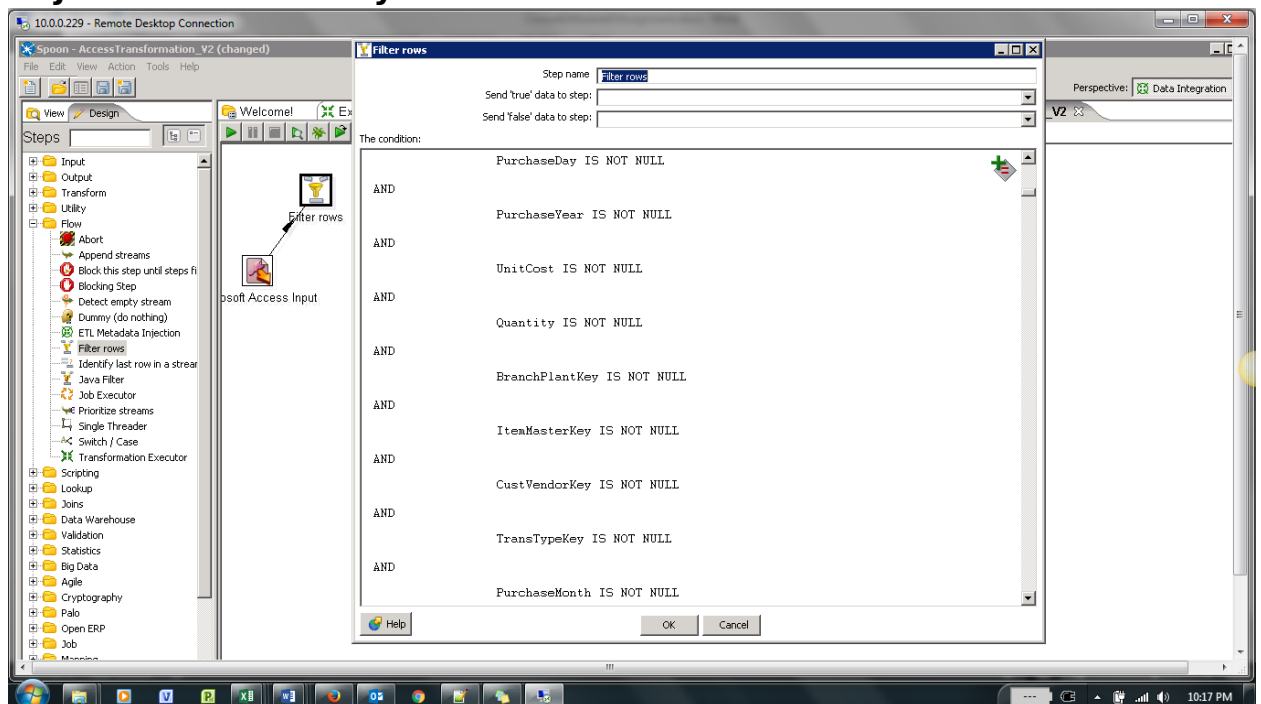 10.0.0.229 - Remote Desktop Connection
Spoon - AccessTransformation_V2 (changed)
File Edit View Action Tools Help
Perspective: Data Integration
View Design
Welcome! Ex
_V2
Steps
Input
Output
Transform
Utility
Flow
Abort
Append streams
Block this step until steps fi
Blocking Step
Detect empty stream
Dummy (do nothing)
ETL Metadata Injection
Filter rows
Identify last row in a strear
Java Filter
Job Executor
Prioritize streams
Single Threader
Switch / Case
Transformation Executor
Scripting
Lookup
Joins
Data Warehouse
Validation
Statistics
Big Data
Agile
Cryptography
Palo
Open ERP
Job
Mapping
Filter rows
osoft Access Input
Filter rows
Step name Filter rows
Send 'true' data to step:
Send 'false' data to step:
The condition:
PurchaseDay IS NOT NULL
AND
PurchaseYear IS NOT NULL
AND
UnitCost IS NOT NULL
AND
Quantity IS NOT NULL
AND
BranchPlantKey IS NOT NULL
AND
ItemMasterKey IS NOT NULL
AND
CustVendorKey IS NOT NULL
AND
TransTypeKey IS NOT NULL
AND
PurchaseMonth IS NOT NULL
Help OK Cancel
10:17 PM